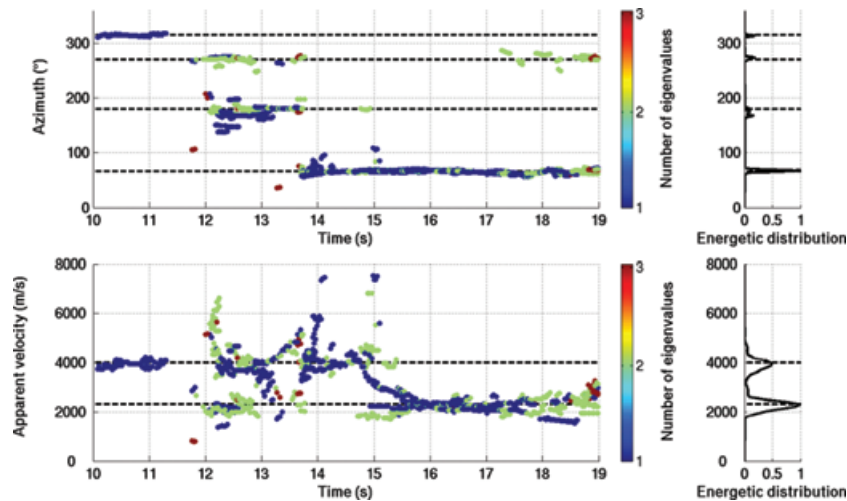 Azimuth (°)
300
200
100
0
10 11 12 13 14 15 16 17 18 19
Time (s)
3
2
1
Number of eigenvalues
300
200
100
0
0 0.5 1
Energetic distribution
Apparent velocity (m/s)
8000
6000
4000
2000
0
10 11 12 13 14 15 16 17 18 19
Time (s)
3
2
1
Number of eigenvalues
8000
6000
4000
2000
0
0 0.5 1
Energetic distribution